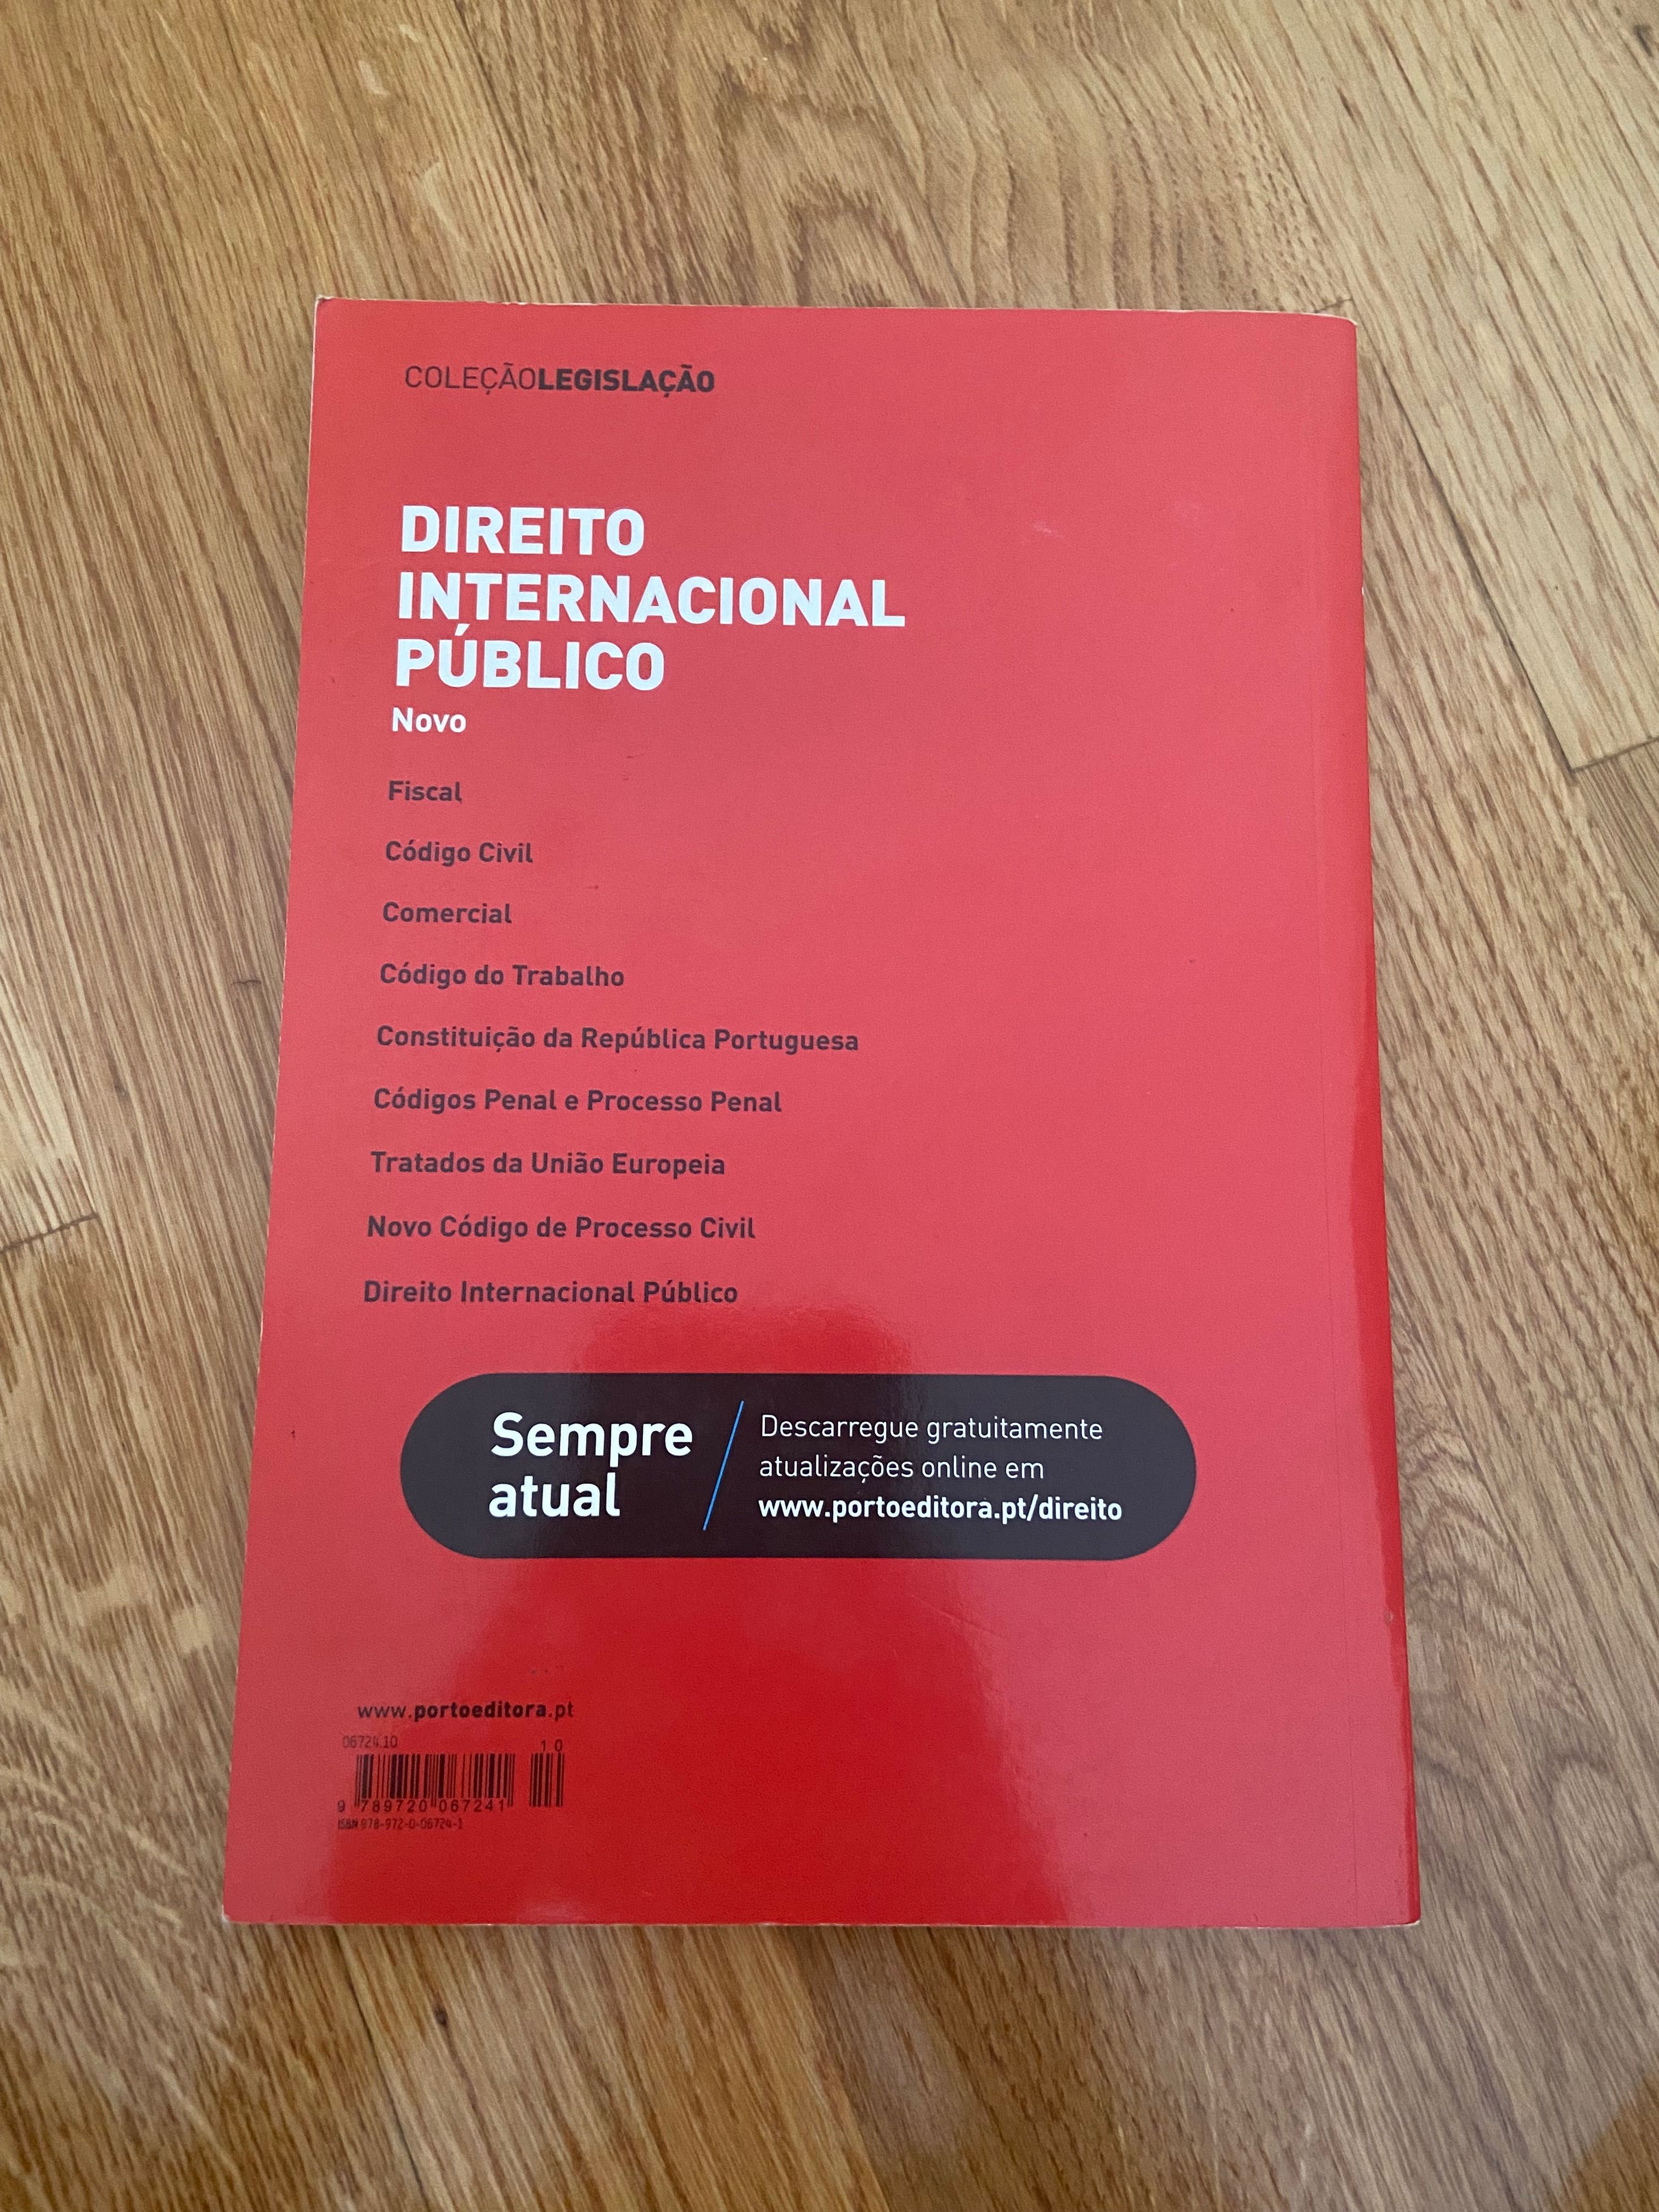 COLEÇÃOLEGISLAÇÃO
DIREITO
INTERNACIONAL
PÚBLICO
Novo
Fiscal
Código Civil
Comercial
Código do Trabalho
Constituição da República Portuguesa
Códigos Penal e Processo Penal
Tratados da União Europeia
Novo Código de Processo Civil
Direito Internacional Público
Sempre
atual
Descarregue gratuitamente
atualizações online em
www.portoeditora.pt/direito
www.portoeditora.pt
06724.10
1 0
9 789720 067241
ISBN 978-972-0-06724-1